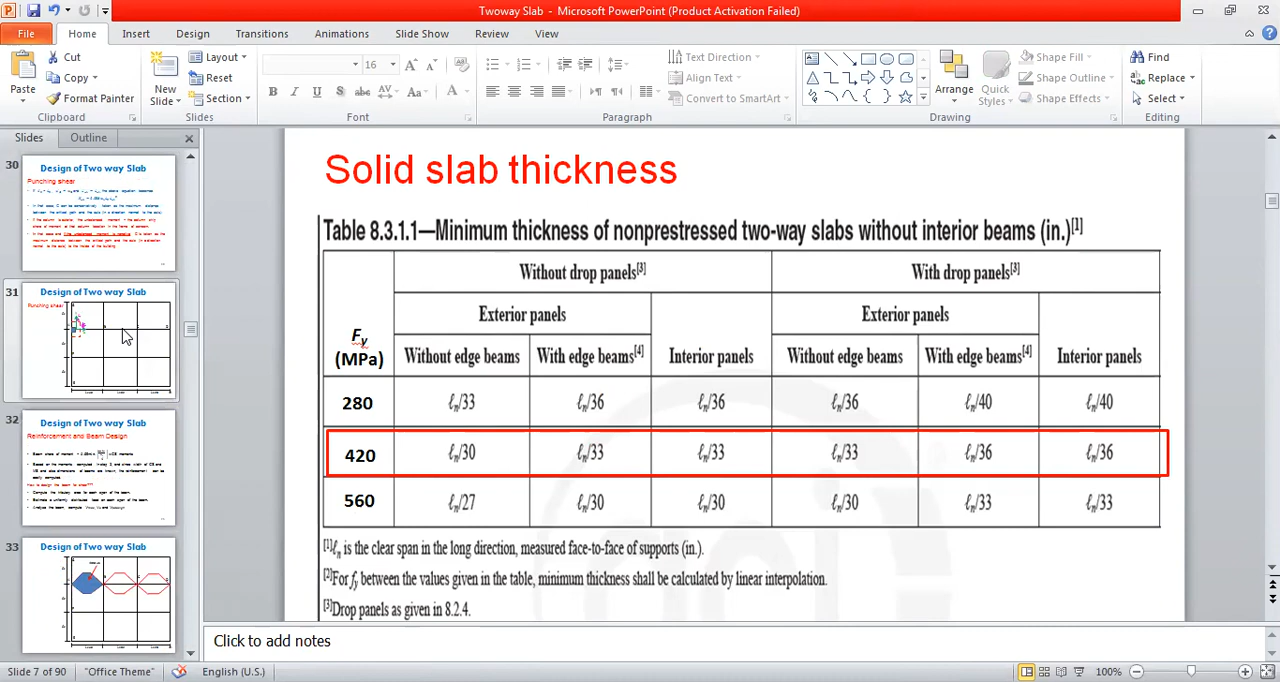 Twoway Slab - Microsoft PowerPoint (Product Activation Failed)
File Home Insert Design Transitions Animations Slide Show Review View
Paste
Cut
Copy
Format Painter
Clipboard
New Slide
Layout
Reset
Section
Slides
16
Font
Text Direction
Align Text
Convert to SmartArt
Paragraph
Arrange
Quick Styles
Shape Fill
Shape Outline
Shape Effects
Drawing
Find
Replace
Select
Editing
Slides Outline
30
Design of Two way Slab
Punching shear
31
Design of Two way Slab
Punching shear
32
Design of Two way Slab
Reinforcement and Beam Design
33
Design of Two way Slab
Solid slab thickness
Table 8.3.1.1—Minimum thickness of nonprestressed two-way slabs without interior beams (in.)[1]
Without drop panels[3] With drop panels[3]
Exterior panels Exterior panels
Fy (MPa) Without edge beams With edge beams[4] Interior panels Without edge beams With edge beams[4] Interior panels
280 ℓn/33 ℓn/36 ℓn/36 ℓn/36 ℓn/40 ℓn/40
420 ℓn/30 ℓn/33 ℓn/33 ℓn/33 ℓn/36 ℓn/36
560 ℓn/27 ℓn/30 ℓn/30 ℓn/30 ℓn/33 ℓn/33
[1]ℓn is the clear span in the long direction, measured face-to-face of supports (in.).
[2]For fy between the values given in the table, minimum thickness shall be calculated by linear interpolation.
[3]Drop panels as given in 8.2.4.
Click to add notes
Slide 7 of 90 "Office Theme" English (U.S.) 100%